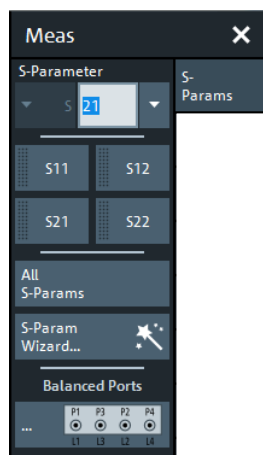 Meas
S-Parameter
S 21
S-
Params
S11
S12
S21
S22
All
S-Params
S-Param
Wizard...
Balanced Ports
...
P1 P3 P2 P4
L1 L3 L2 L4